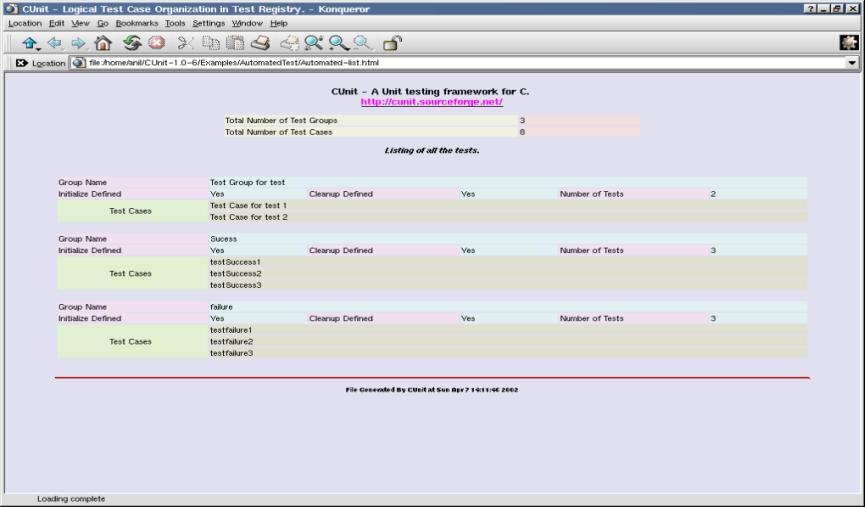 CUnit - Logical Test Case Organization in Test Registry. - Konqueror
Location Edit View Go Bookmarks Tools Settings Window Help
Location file:/home/anil/CUnit-1.0-6/Examples/AutomatedTest/Automated-list.html
CUnit - A Unit testing framework for C.
http://cunit.sourceforge.net/
Total Number of Test Groups 3
Total Number of Test Cases 8
Listing of all the tests.
Group Name Test Group for test
Initialize Defined Yes Cleanup Defined Yes Number of Tests 2
Test Cases
Test Case for test 1
Test Case for test 2
Group Name Sucess
Initialize Defined Yes Cleanup Defined Yes Number of Tests 3
testSuccess1
Test Cases testSuccess2
testSuccess3
Group Name failure
Initialize Defined Yes Cleanup Defined Yes Number of Tests 3
testfailure1
Test Cases testfailure2
testfailure3
File Generated By CUnit at Sun Apr 7 14:11:46 2002
Loading complete